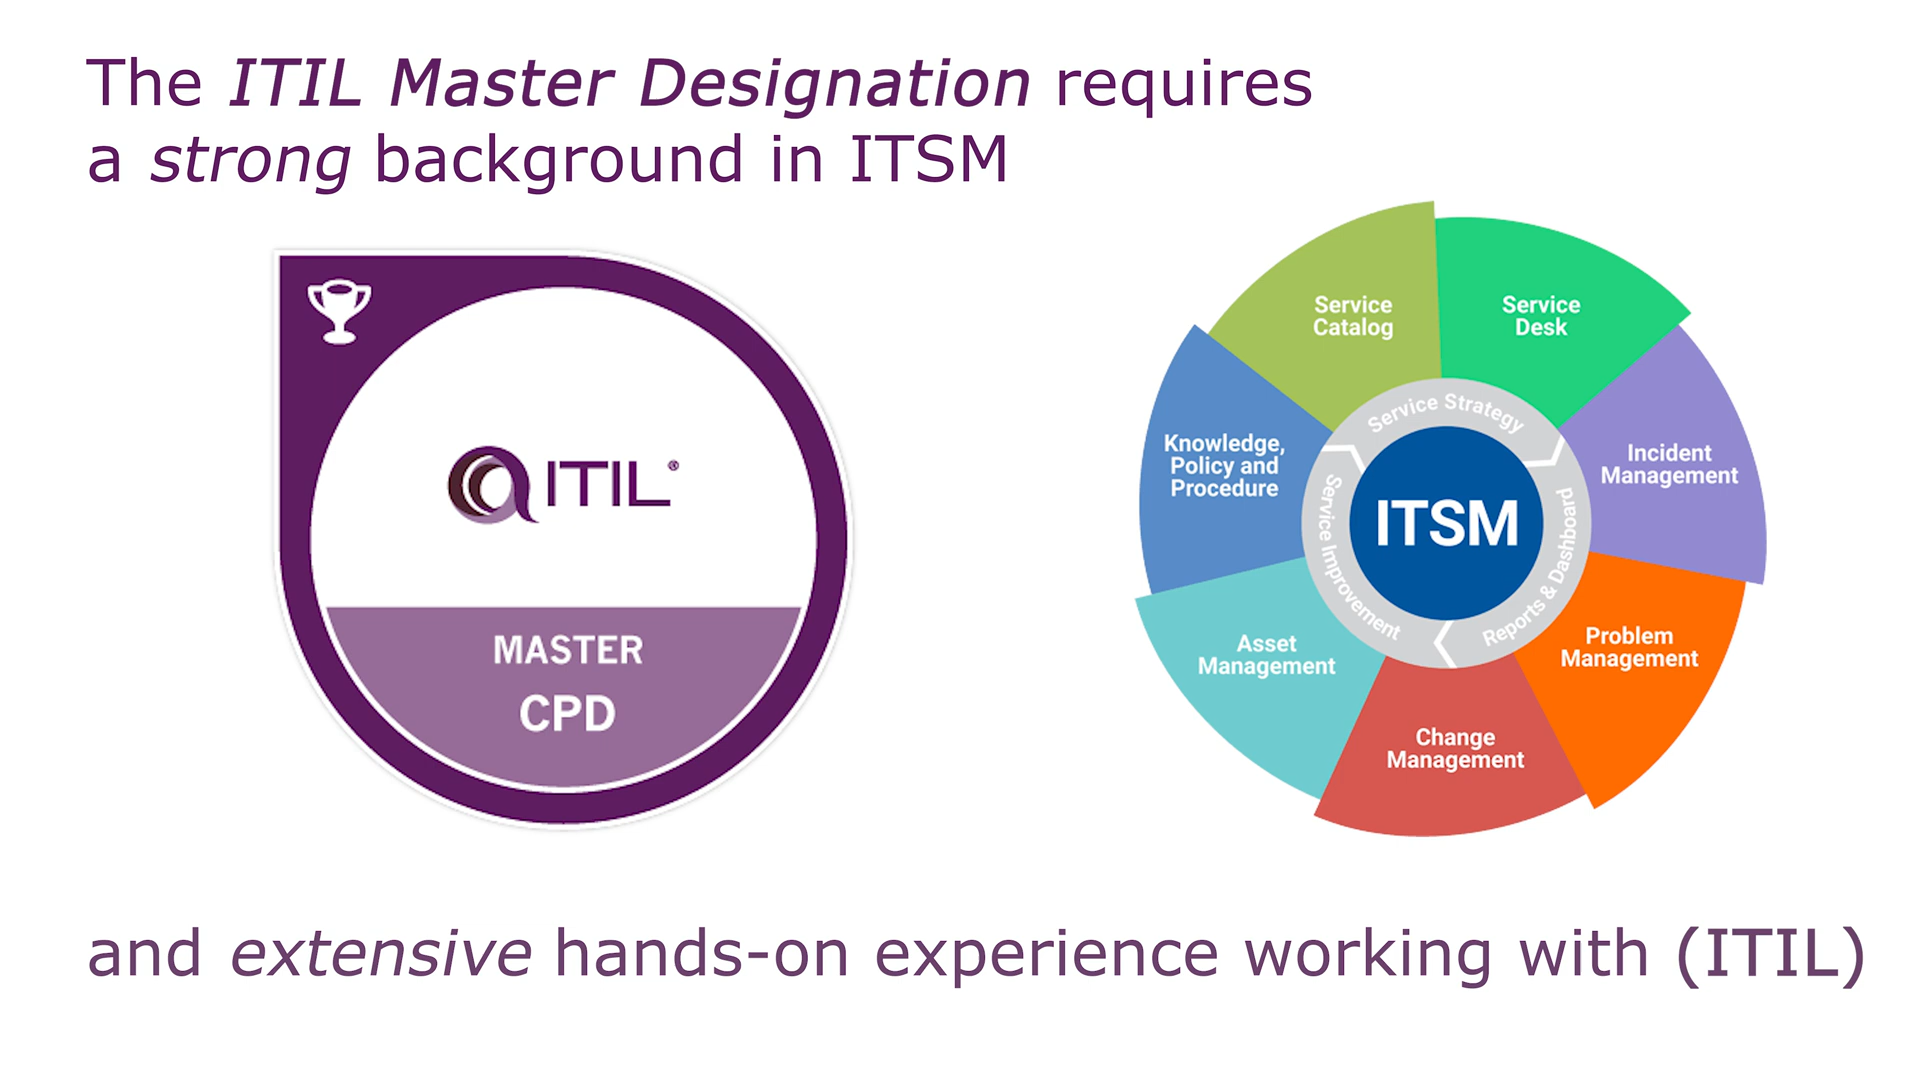 The ITIL Master Designation requires
a strong background in ITSM
ITIL®
MASTER
CPD
Service
Catalog
Service
Desk
Knowledge,
Policy and
Procedure
Incident
Management
Asset
Management
Problem
Management
Change
Management
Service Strategy
Reports & Dashboard
Service Improvement
ITSM
and extensive hands-on experience working with (ITIL)